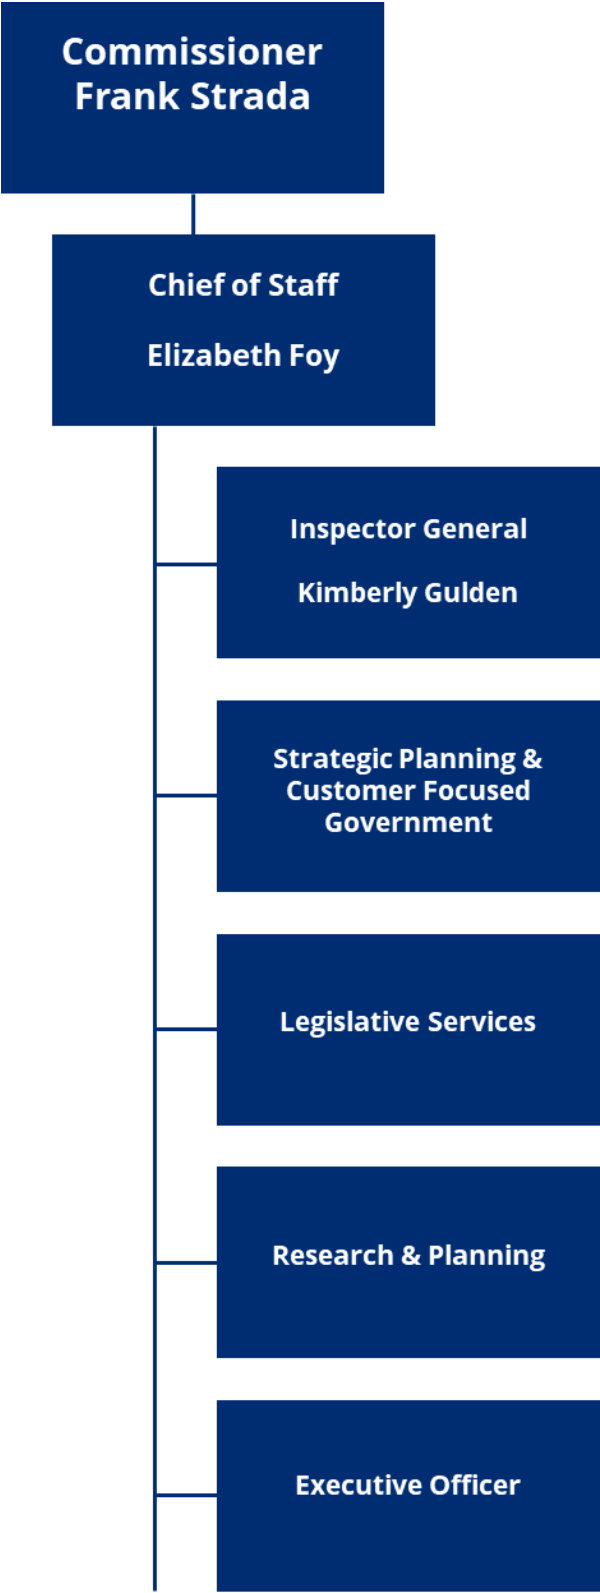 Commissioner
Frank Strada
Chief of Staff
Elizabeth Foy
Inspector General
Kimberly Gulden
Strategic Planning &
Customer Focused
Government
Legislative Services
Research & Planning
Executive Officer